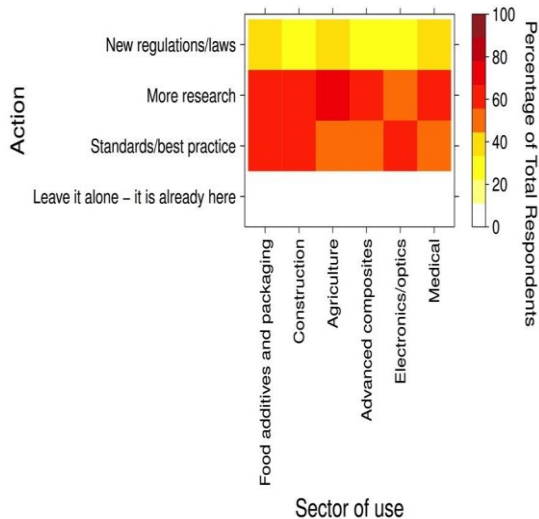 New regulations/laws
More research
Standards/best practice
Leave it alone – it is already here
Action
Food additives and packaging
Construction
Agriculture
Advanced composites
Electronics/optics
Medical
Sector of use
100
80
60
40
20
0
Percentage of Total Respondents